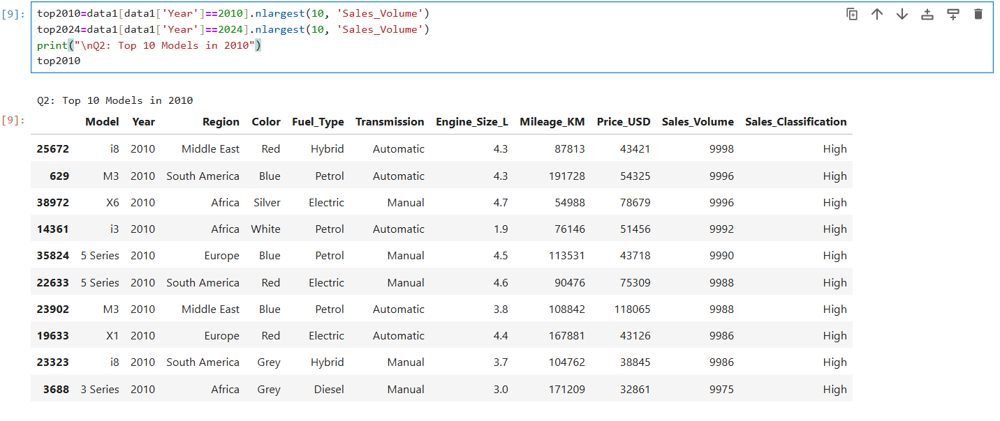 [9]: top2010=data1[data1['Year']==2010].nlargest(10, 'Sales_Volume')
top2024=data1[data1['Year']==2024].nlargest(10, 'Sales_Volume')
print("\nQ2: Top 10 Models in 2010")
top2010
Q2: Top 10 Models in 2010
[9]: Model Year Region Color Fuel_Type Transmission Engine_Size_L Mileage_KM Price_USD Sales_Volume Sales_Classification
25672 i8 2010 Middle East Red Hybrid Automatic 4.3 87813 43421 9998 High
629 M3 2010 South America Blue Petrol Automatic 4.3 191728 54325 9996 High
38972 X6 2010 Africa Silver Electric Manual 4.7 54988 78679 9996 High
14361 i3 2010 Africa White Petrol Automatic 1.9 76146 51456 9992 High
35824 5 Series 2010 Europe Blue Petrol Manual 4.5 113531 43718 9990 High
22633 5 Series 2010 South America Red Electric Manual 4.6 90476 75309 9988 High
23902 M3 2010 Middle East Blue Petrol Automatic 3.8 108842 118065 9988 High
19633 X1 2010 Europe Red Electric Automatic 4.4 167881 43126 9986 High
23323 i8 2010 South America Grey Hybrid Manual 3.7 104762 38845 9986 High
3688 3 Series 2010 Africa Grey Diesel Manual 3.0 171209 32861 9975 High